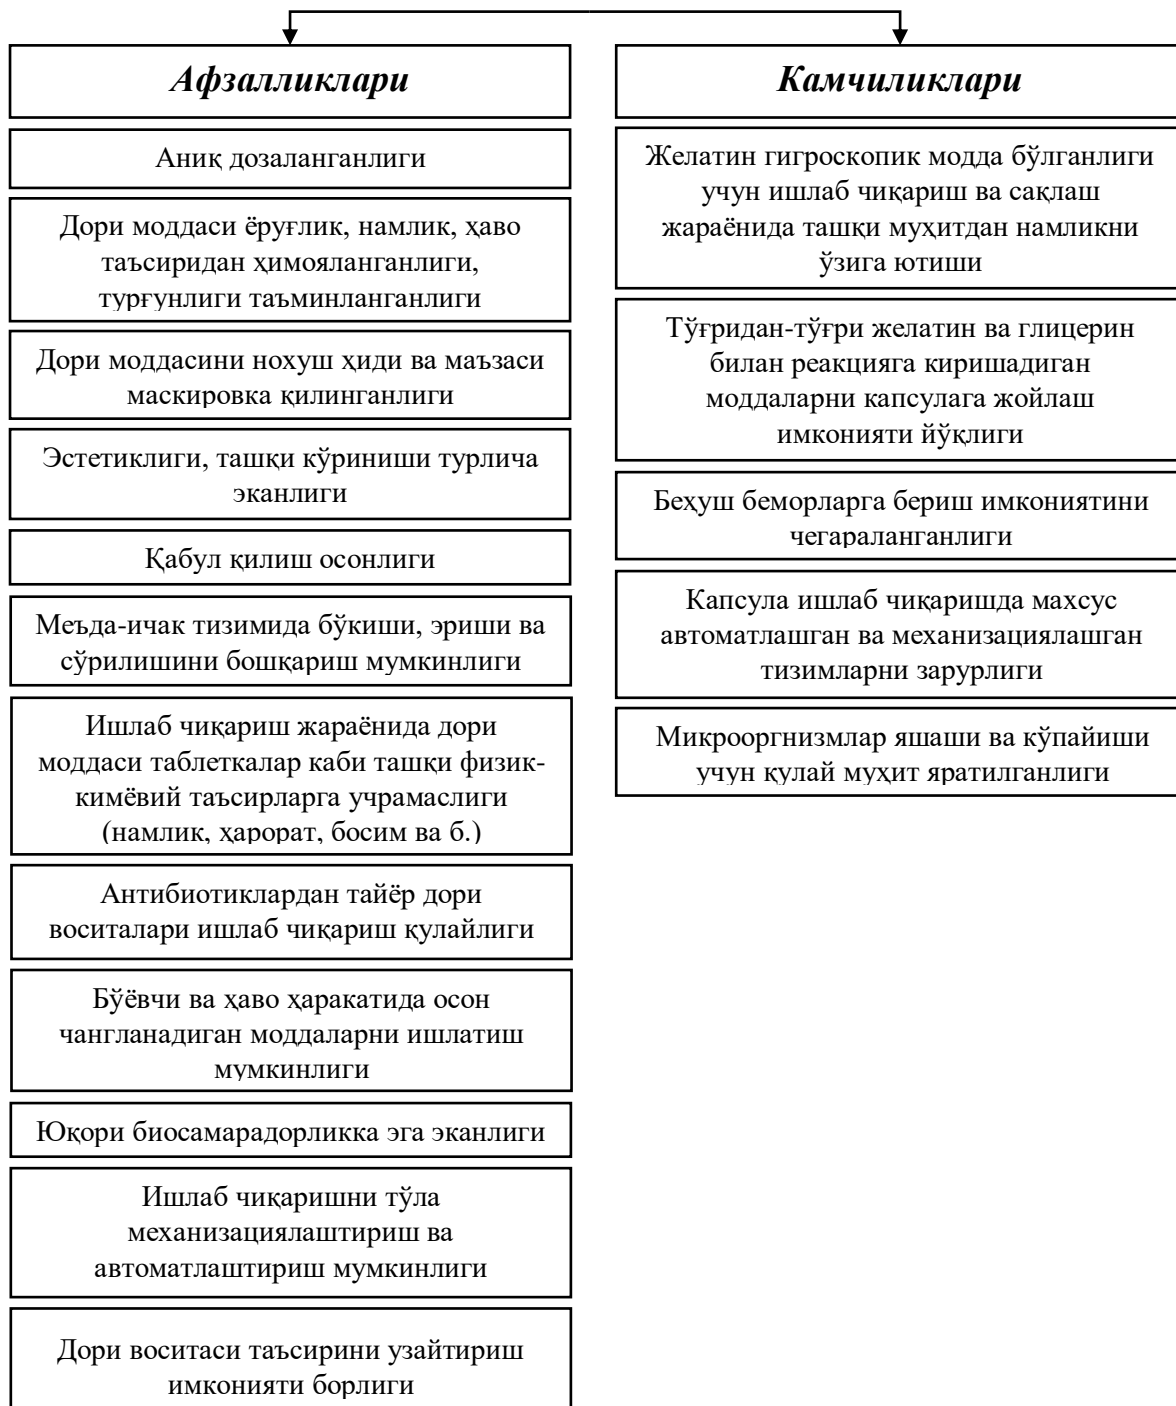 Афзалликлари
Аниқ дозаланганлиги
Дори моддаси ёруғлик, намлик, ҳаво
таъсиридан ҳимояланганлиги,
турғунлиги таъминланганлиги
Дори моддасини нохуш ҳиди ва маъзаси
маскировка қилинганлиги
Эстетиклиги, ташқи кўриниши турлича
эканлиги
Қабул қилиш осонлиги
Меъда-ичак тизимида бўкиши, эриши ва
сўрилишини бошқариш мумкинлиги
Ишлаб чиқариш жараёнида дори
моддаси таблеткалар каби ташқи физик-
кимёвий таъсирларга учрамаслиги
(намлик, ҳарорат, босим ва б.)
Антибиотиклардан тайёр дори
воситалари ишлаб чиқариш қулайлиги
Бўёвчи ва ҳаво ҳаракатида осон
чангланадиган моддаларни ишлатиш
мумкинлиги
Юқори биосамарадорликка эга эканлиги
Ишлаб чиқаришни тўла
механизациялаштириш ва
автоматлаштириш мумкинлиги
Дори воситаси таъсирини узайтириш
имконияти борлиги
Камчиликлари
Желатин гигроскопик модда бўлганлиги
учун ишлаб чиқариш ва сақлаш
жараёнида ташқи муҳитдан намликни
ўзига ютиши
Тўғридан-тўғри желатин ва глицерин
билан реакцияга киришадиган
моддаларни капсулага жойлаш
имконияти йўқлиги
Беҳуш беморларга бериш имкониятини
чегараланганлиги
Капсула ишлаб чиқаришда махсус
автоматлашган ва механизациялашган
тизимларни зарурлиги
Микрооргнизмлар яшаши ва кўпайиши
учун қулай муҳит яратилганлиги